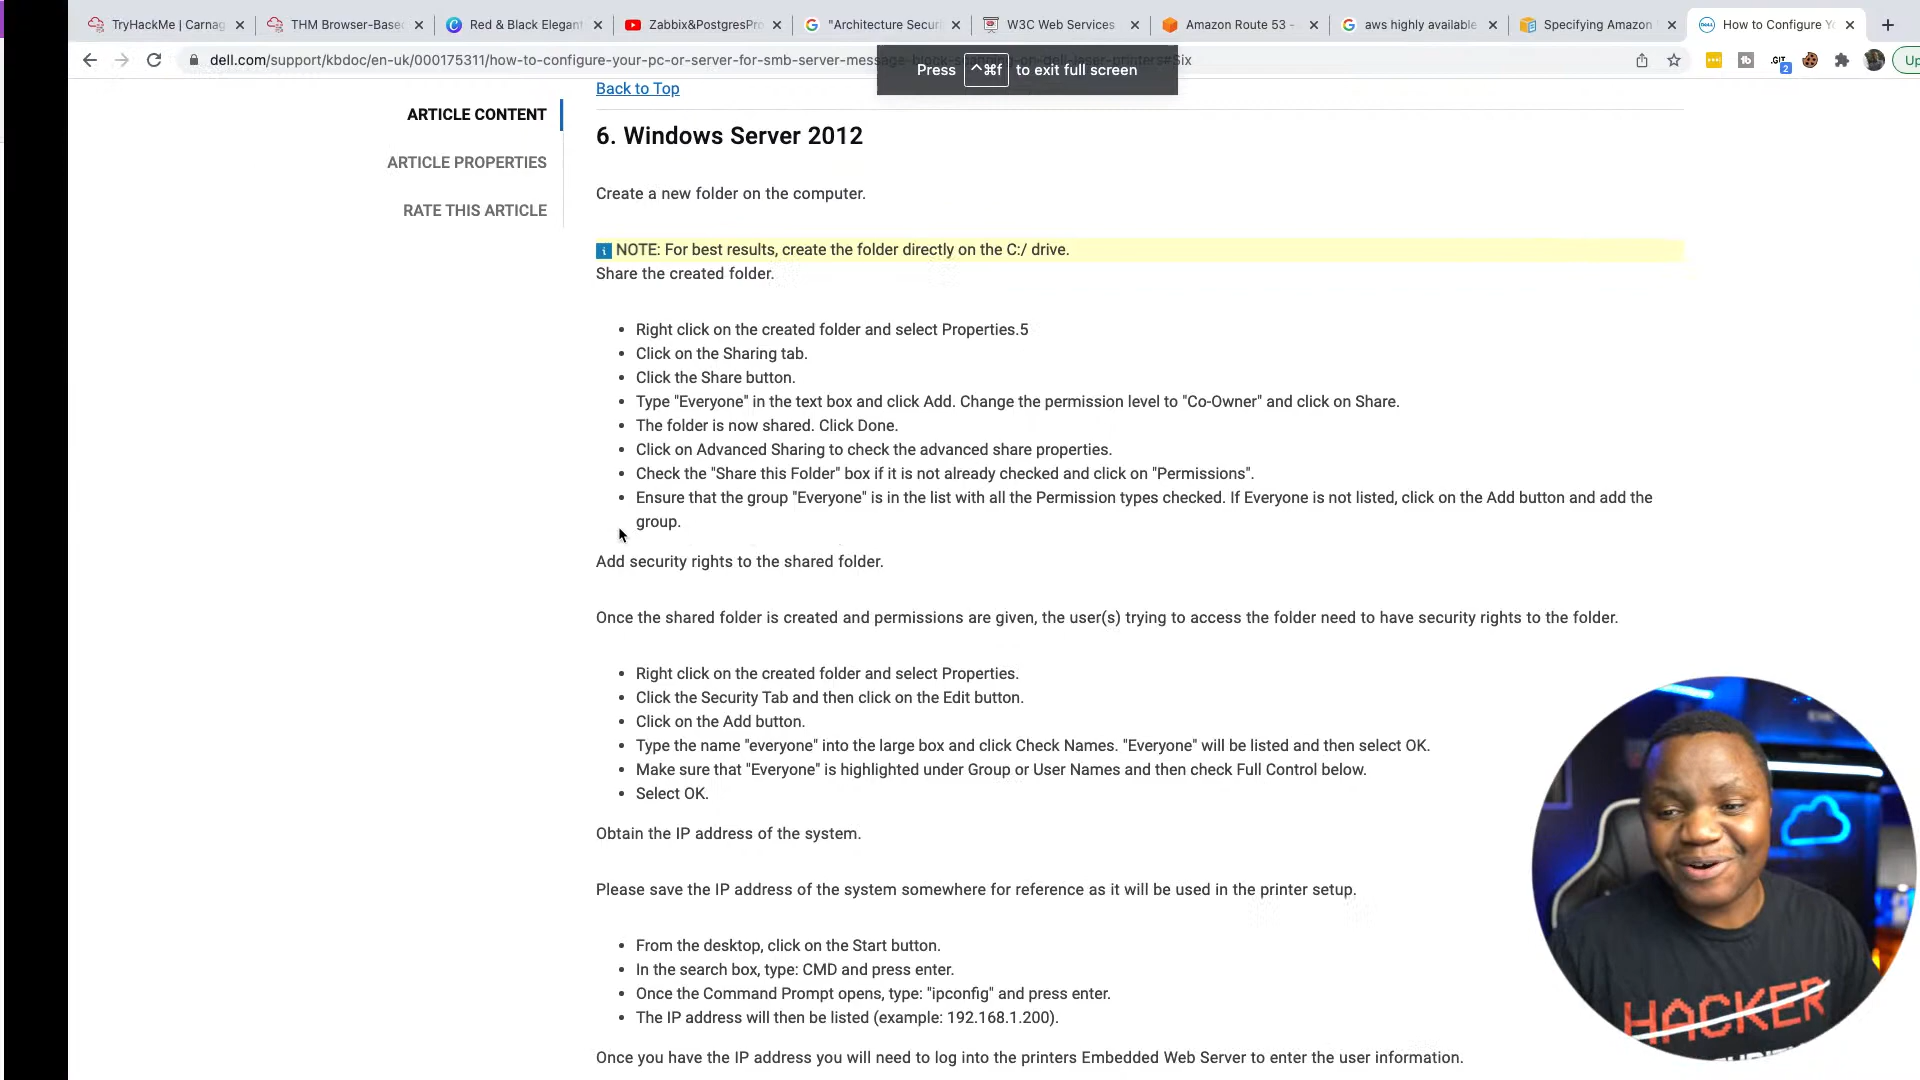 TryHackMe | Carnag
THM Browser-Base
Red & Black Elegan
Zabbix&PostgresPro
"Architecture Secur
W3C Web Services
Amazon Route 53 -
aws highly available
Specifying Amazon
How to Configure Yo
dell.com/support/kbdoc/en-uk/000175311/how-to-configure-your-pc-or-server-for-smb-server-message-block-scanning-on-dell-laser-printers#Six
Press ^⌘f to exit full screen
.GIT
2
Up
Back to Top
ARTICLE CONTENT
ARTICLE PROPERTIES
RATE THIS ARTICLE
6. Windows Server 2012
Create a new folder on the computer.
i NOTE: For best results, create the folder directly on the C:/ drive.
Share the created folder.
• Right click on the created folder and select Properties.5
• Click on the Sharing tab.
• Click the Share button.
• Type "Everyone" in the text box and click Add. Change the permission level to "Co-Owner" and click on Share.
• The folder is now shared. Click Done.
• Click on Advanced Sharing to check the advanced share properties.
• Check the "Share this Folder" box if it is not already checked and click on "Permissions".
• Ensure that the group "Everyone" is in the list with all the Permission types checked. If Everyone is not listed, click on the Add button and add the
group.
Add security rights to the shared folder.
Once the shared folder is created and permissions are given, the user(s) trying to access the folder need to have security rights to the folder.
• Right click on the created folder and select Properties.
• Click the Security Tab and then click on the Edit button.
• Click on the Add button.
• Type the name "everyone" into the large box and click Check Names. "Everyone" will be listed and then select OK.
• Make sure that "Everyone" is highlighted under Group or User Names and then check Full Control below.
• Select OK.
Obtain the IP address of the system.
Please save the IP address of the system somewhere for reference as it will be used in the printer setup.
• From the desktop, click on the Start button.
• In the search box, type: CMD and press enter.
• Once the Command Prompt opens, type: "ipconfig" and press enter.
• The IP address will then be listed (example: 192.168.1.200).
Once you have the IP address you will need to log into the printers Embedded Web Server to enter the user information.
HACKER